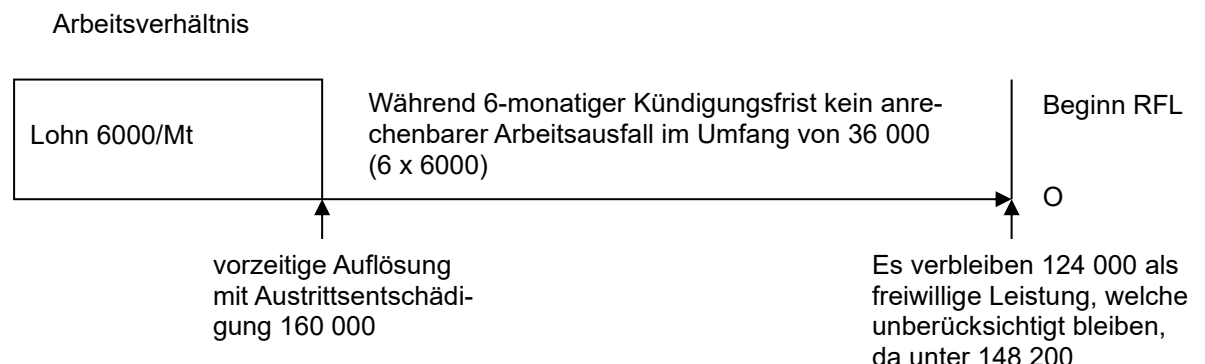 Arbeitsverhältnis
Lohn 6000/Mt
Während 6-monatiger Kündigungsfrist kein anre-
chenbarer Arbeitsausfall im Umfang von 36 000
(6 x 6000)
Beginn RFL
O
vorzeitige Auflösung
mit Austrittsentschädi-
gung 160 000
Es verbleiben 124 000 als
freiwillige Leistung, welche
unberücksichtigt bleiben,
da unter 148 200